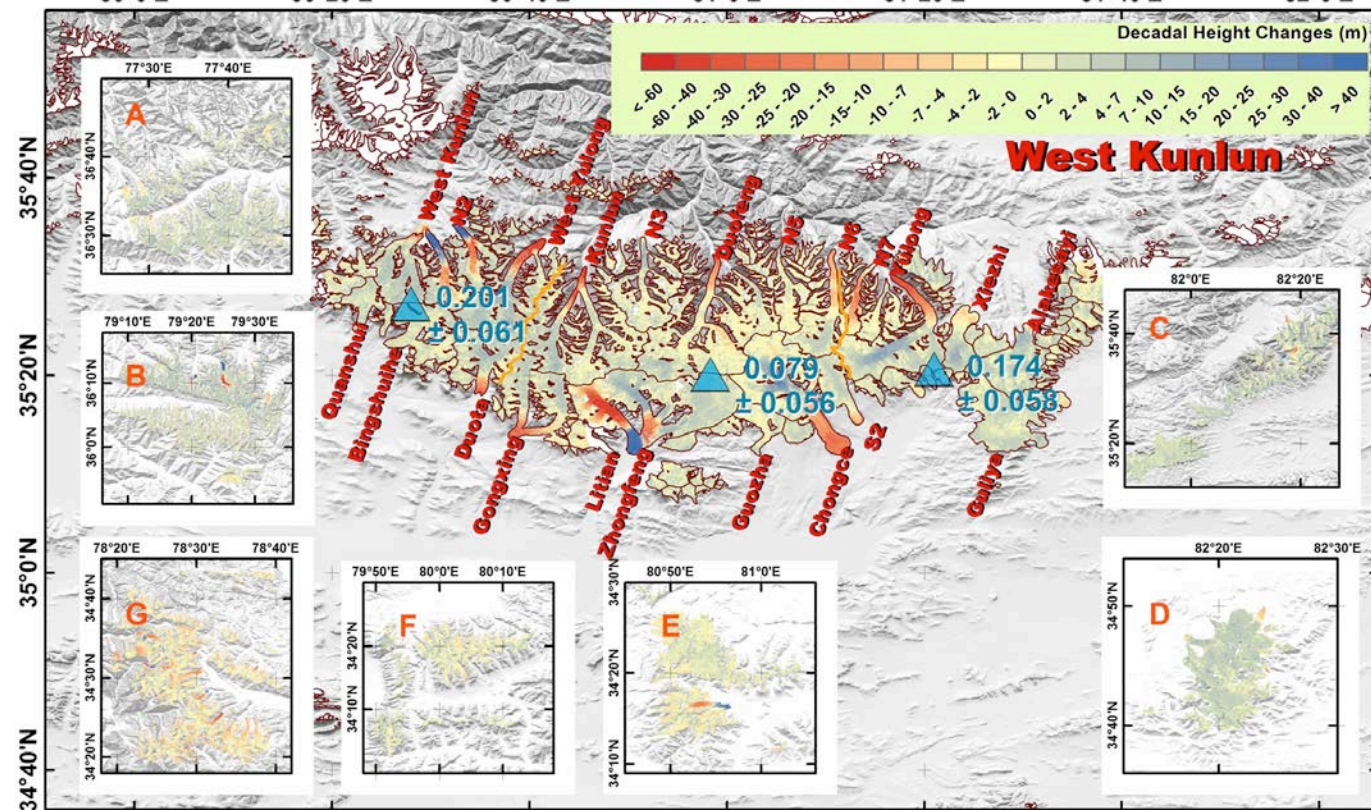 Decadal Height Changes (m)
< -60
-60 - -40
-40 - -30
-30 - -25
-25 - -20
-20 - -15
-15 - -10
-10 - -7
-7 - -4
-4 - -2
-2 - 0
0 - 2
2 - 4
4 - 7
7 - 10
10 - 15
15 - 20
20 - 25
25 - 30
30 - 40
> 40
West Kunlun
35°40'N
35°20'N
35°0'N
34°40'N
West Kunlun
N2
West Yulong
Kunlun
N3
Duofeng
N5
N6
N7
Yulong
Xiezhi
Alakesayi
0.201
± 0.061
0.079
± 0.056
0.174
± 0.058
Quanshui
Bingshuihe
Duota
Gongxing
Litian
Zhongfeng
Guozha
Chongce
S2
Guliya
77°30'E 77°40'E
A
36°40'N
36°30'N
79°10'E 79°20'E 79°30'E
B
36°10'N
36°0'N
82°0'E 82°20'E
C
35°40'N
35°20'N
78°20'E 78°30'E 78°40'E
G
34°40'N
34°30'N
34°20'N
79°50'E 80°0'E 80°10'E
F
34°20'N
34°10'N
80°50'E 81°0'E
E
34°30'N
34°20'N
34°10'N
82°20'E 82°30'E
D
34°50'N
34°40'N